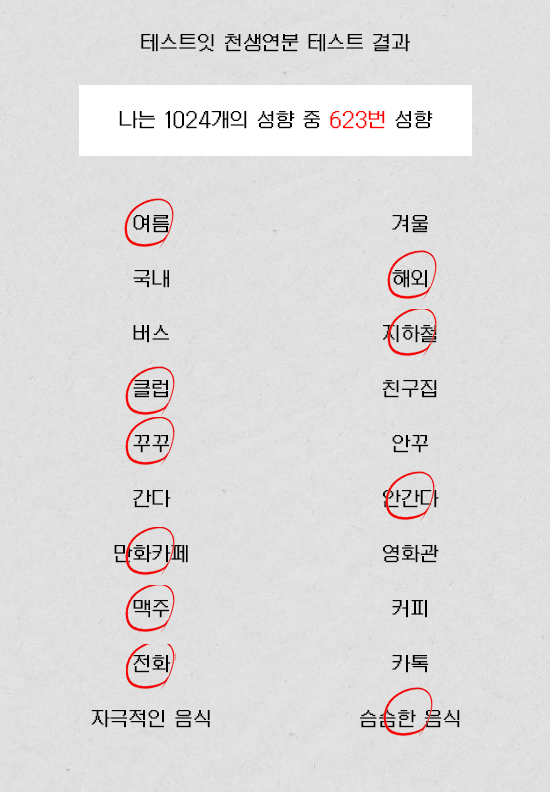 테스트잇 천생연분 테스트 결과
나는 1024개의 성향 중 623번 성향
여름 겨울
국내 해외
버스 지하철
클럽 친구집
꾸꾸 안꾸
간다 안간다
만화카페 영화관
맥주 커피
전화 카톡
자극적인 음식 슴슴한 음식